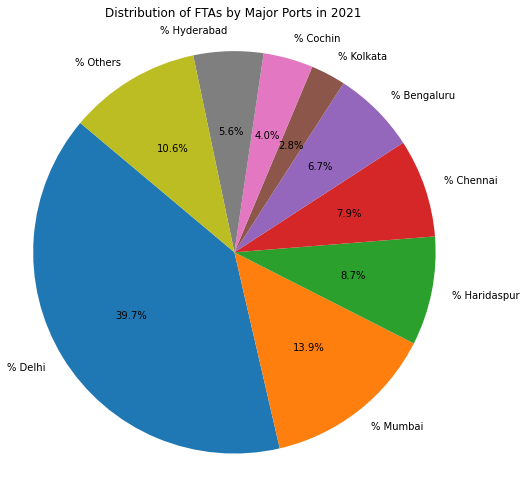 Distribution of FTAs by Major Ports in 2021
% Hyderabad
% Cochin
% Kolkata
% Others
% Bengaluru
5.6%
4.0%
2.8%
10.6%
6.7%
% Chennai
7.9%
8.7%
% Haridaspur
39.7%
13.9%
% Delhi
% Mumbai